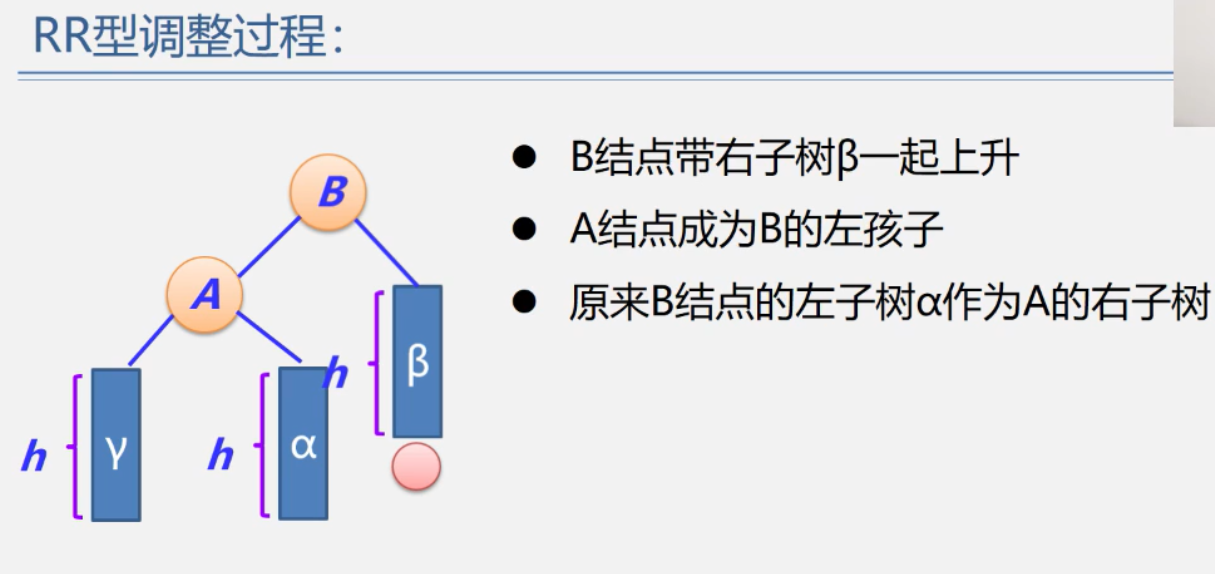 RR型调整过程：
B结点带右子树β一起上升
A结点成为B的左孩子
原来B结点的左子树α作为A的右子树
B
A
h
β
h
γ
h
α